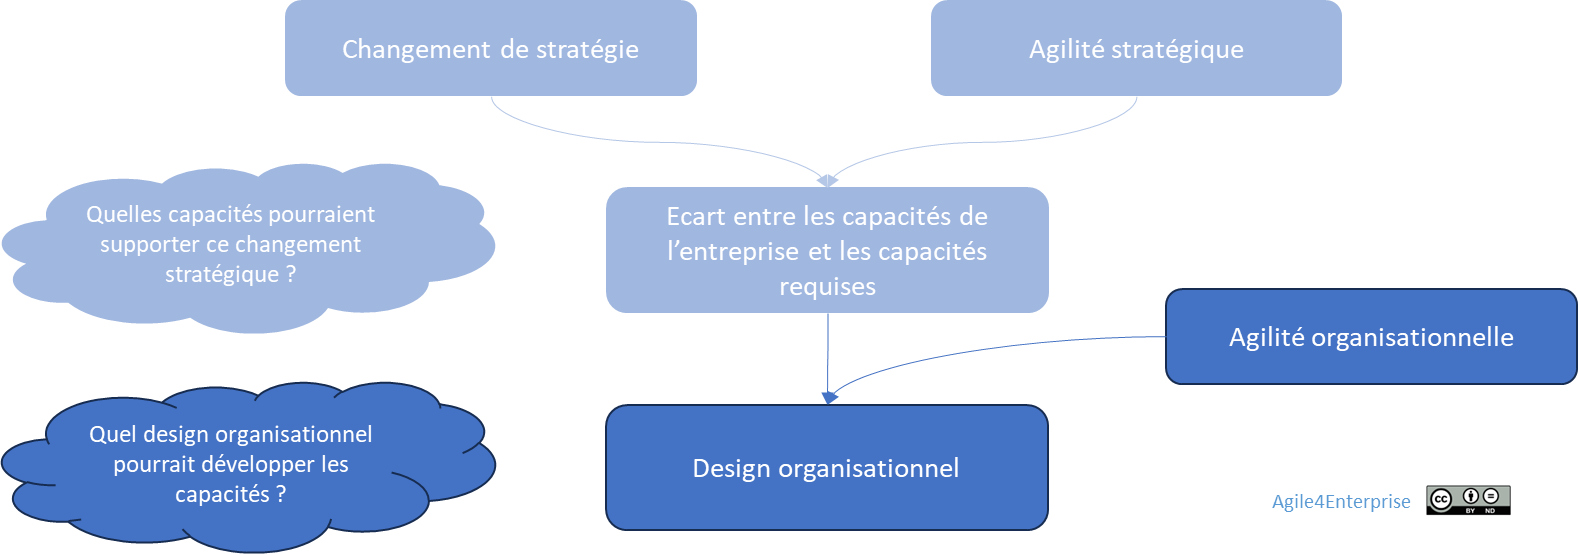 Changement de stratégie
Agilité stratégique
Quelles capacités pourraient
supporter ce changement
stratégique ?
Ecart entre les capacités de
l’entreprise et les capacités
requises
Agilité organisationnelle
Quel design organisationnel
pourrait développer les
capacités ?
Design organisationnel
Agile4Enterprise
cc
BY ND